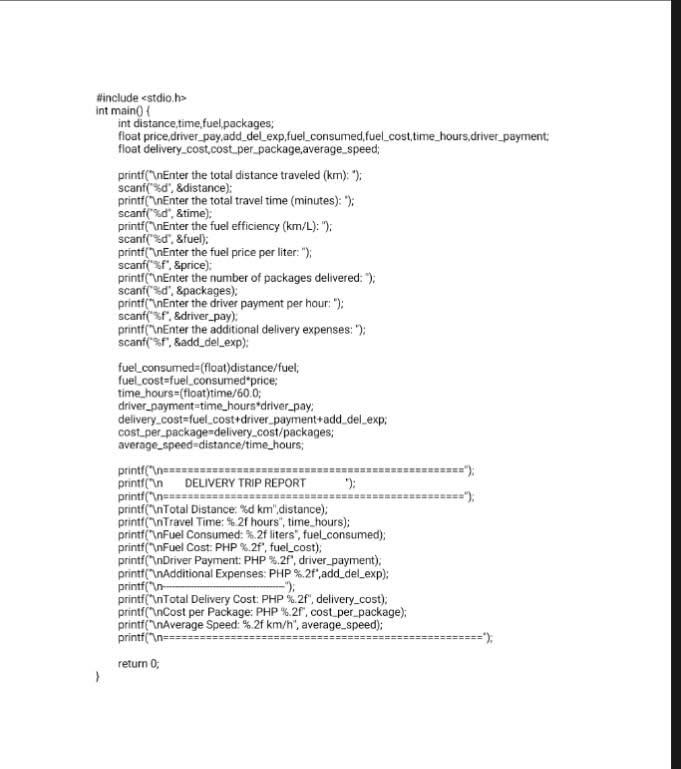 #include <stdio.h>
int main() {
int distance,time,fuel,packages;
float price,driver_pay,add_del_exp,fuel_consumed,fuel_cost,time_hours,driver_payment;
float delivery_cost,cost_per_package,average_speed;
printf("\nEnter the total distance traveled (km): ");
scanf("%d", &distance);
printf("\nEnter the total travel time (minutes): ");
scanf("%d", &time);
printf("\nEnter the fuel efficiency (km/L): ");
scanf("%d", &fuel);
printf("\nEnter the fuel price per liter: ");
scanf("%f", &price);
printf("\nEnter the number of packages delivered: ");
scanf("%d", &packages);
printf("\nEnter the driver payment per hour: ");
scanf("%f", &driver_pay);
printf("\nEnter the additional delivery expenses: ");
scanf("%f", &add_del_exp);
fuel_consumed=(float)distance/fuel;
fuel_cost=fuel_consumed*price;
time_hours=(float)time/60.0;
driver_payment=time_hours*driver_pay;
delivery_cost=fuel_cost+driver_payment+add_del_exp;
cost_per_package=delivery_cost/packages;
average_speed=distance/time_hours;
printf("\n==================================================");
printf("\n      DELIVERY TRIP REPORT          ");
printf("\n==================================================");
printf("\nTotal Distance: %d km",distance);
printf("\nTravel Time: %.2f hours", time_hours);
printf("\nFuel Consumed: %.2f liters", fuel_consumed);
printf("\nFuel Cost: PHP %.2f", fuel_cost);
printf("\nDriver Payment: PHP %.2f", driver_payment);
printf("\nAdditional Expenses: PHP %.2f",add_del_exp);
printf("\n--------------------------------------------------");
printf("\nTotal Delivery Cost: PHP %.2f", delivery_cost);
printf("\nCost per Package: PHP %.2f", cost_per_package);
printf("\nAverage Speed: %.2f km/h", average_speed);
printf("\n=====================================================");
return 0;
}